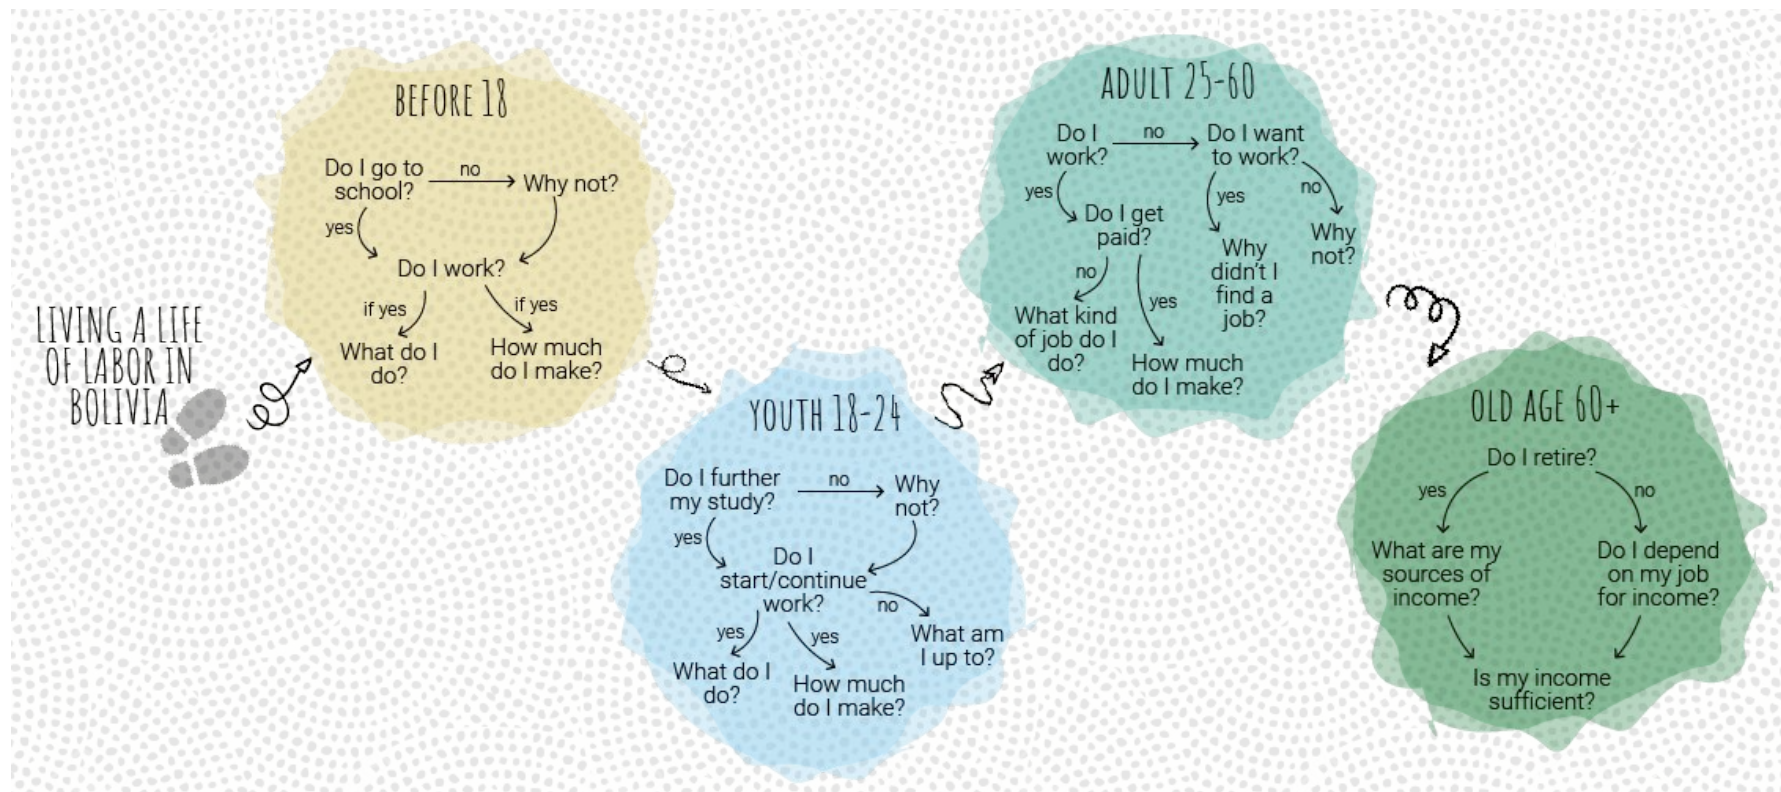 LIVING A LIFE
OF LABOR IN
BOLIVIA
BEFORE 18
Do I go to
school?
no
Why not?
yes
Do I work?
if yes
if yes
What do I
do?
How much
do I make?
YOUTH 18-24
Do I further
my study?
no
Why
not?
yes
Do I
start/continue
work?
no
yes
yes
What am
I up to?
What do I
do?
How much
do I make?
ADULT 25-60
Do I
work?
no
Do I want
to work?
yes
yes
no
Do I get
paid?
Why
not?
Why
didn't I
find a
job?
no
yes
What kind
of job do I
do?
How much
do I make?
OLD AGE 60+
Do I retire?
yes
no
What are my
sources of
income?
Do I depend
on my job
for income?
Is my income
sufficient?